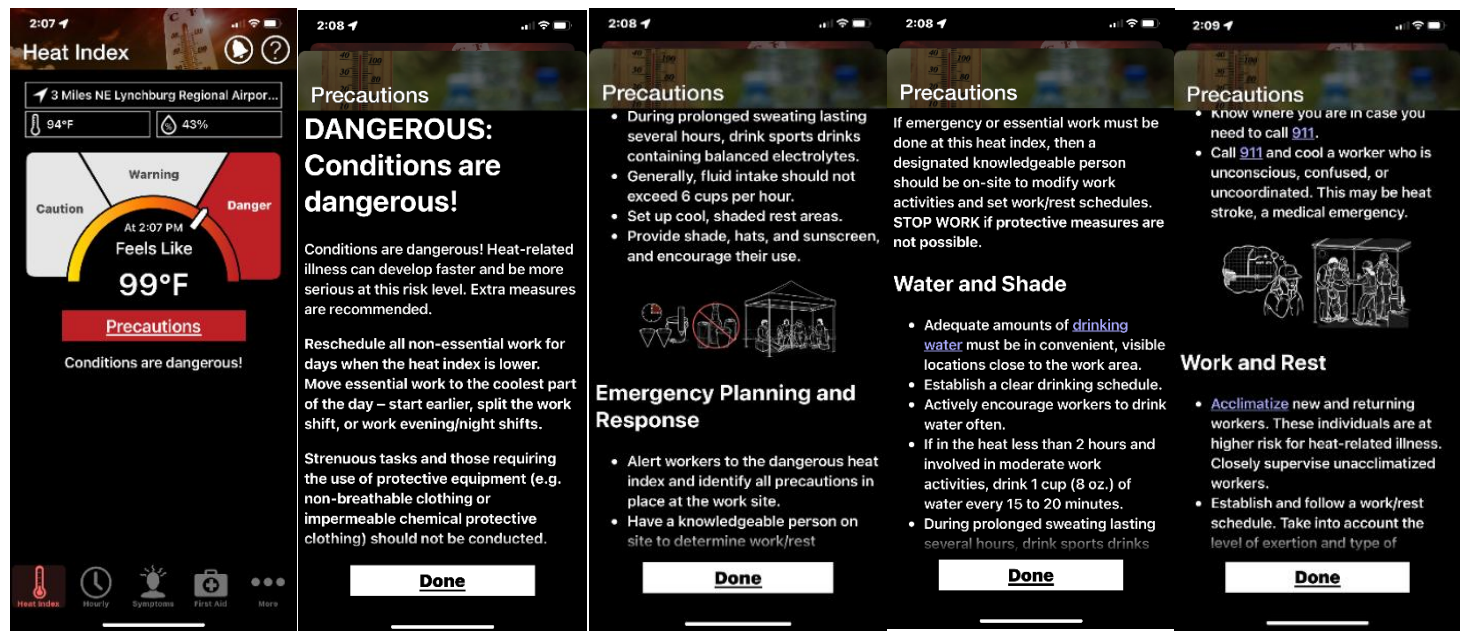 2:07
Heat Index
3 Miles NE Lynchburg Regional Airpor...
94°F
43%
Caution
Warning
Danger
At 2:07 PM
Feels Like
99°F
Precautions
Conditions are dangerous!
Heat Index
Hourly
Symptoms
First Aid
More
2:08
Precautions
DANGEROUS:
Conditions are
dangerous!
Conditions are dangerous! Heat-related
illness can develop faster and be more
serious at this risk level. Extra measures
are recommended.
Reschedule all non-essential work for
days when the heat index is lower.
Move essential work to the coolest part
of the day – start earlier, split the work
shift, or work evening/night shifts.
Strenuous tasks and those requiring
the use of protective equipment (e.g.
non-breathable clothing or
impermeable chemical protective
clothing) should not be conducted.
Done
2:08
Precautions
• During prolonged sweating lasting
several hours, drink sports drinks
containing balanced electrolytes.
• Generally, fluid intake should not
exceed 6 cups per hour.
• Set up cool, shaded rest areas.
• Provide shade, hats, and sunscreen,
and encourage their use.
Emergency Planning and
Response
• Alert workers to the dangerous heat
index and identify all precautions in
place at the work site.
• Have a knowledgeable person on
site to determine work/rest
Done
2:08
Precautions
If emergency or essential work must be
done at this heat index, then a
designated knowledgeable person
should be on-site to modify work
activities and set work/rest schedules.
STOP WORK if protective measures are
not possible.
Water and Shade
• Adequate amounts of drinking
water must be in convenient, visible
locations close to the work area.
• Establish a clear drinking schedule.
• Actively encourage workers to drink
water often.
• If in the heat less than 2 hours and
involved in moderate work
activities, drink 1 cup (8 oz.) of
water every 15 to 20 minutes.
• During prolonged sweating lasting
several hours, drink sports drinks
Done
2:09
Precautions
• Know where you are in case you
need to call 911.
• Call 911 and cool a worker who is
unconscious, confused, or
uncoordinated. This may be heat
stroke, a medical emergency.
Work and Rest
• Acclimatize new and returning
workers. These individuals are at
higher risk for heat-related illness.
Closely supervise unacclimatized
workers.
• Establish and follow a work/rest
schedule. Take into account the
level of exertion and type of
Done